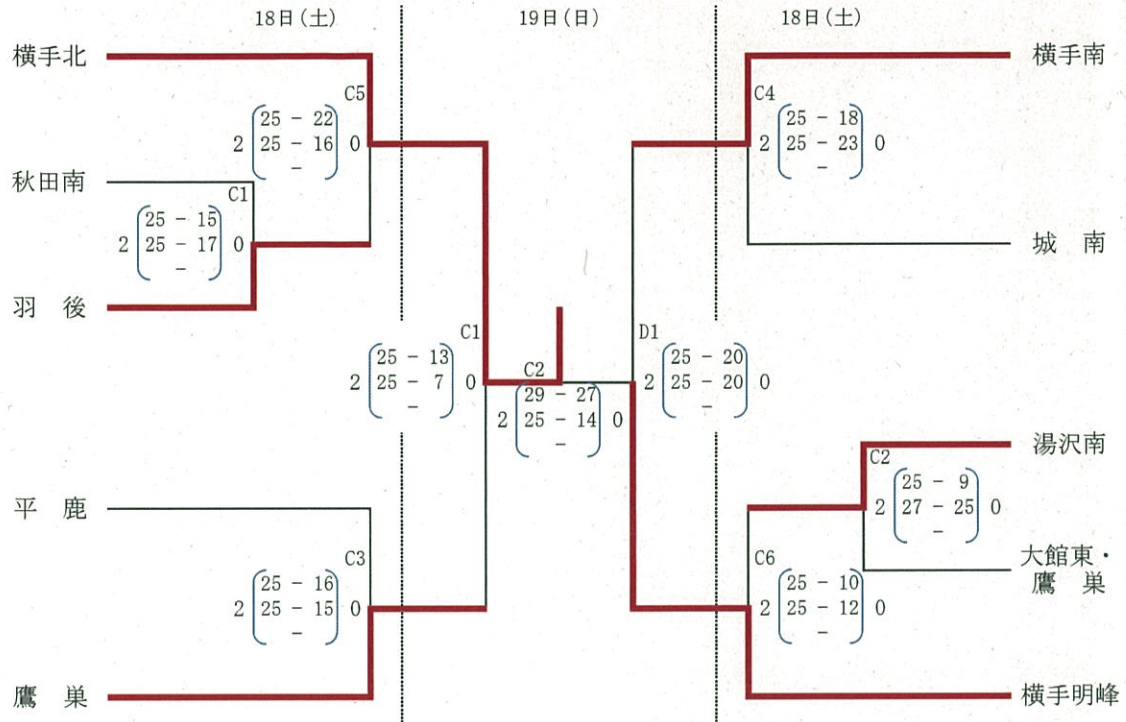 18日(土)
19日(日)
18日(土)
横手北
C5
25 - 22
2 25 - 16 0
-
秋田南
C1
25 - 15
2 25 - 17 0
-
羽 後
C1
25 - 13
2 25 - 7 0
-
平 鹿
C3
25 - 16
2 25 - 15 0
-
鷹 巣
C2
29 - 27
2 25 - 14 0
-
横手南
C4
25 - 18
2 25 - 23 0
-
城 南
D1
25 - 20
2 25 - 20 0
-
湯沢南
C2
25 - 9
2 27 - 25 0
-
大館東・
鷹 巣
C6
25 - 10
2 25 - 12 0
-
横手明峰